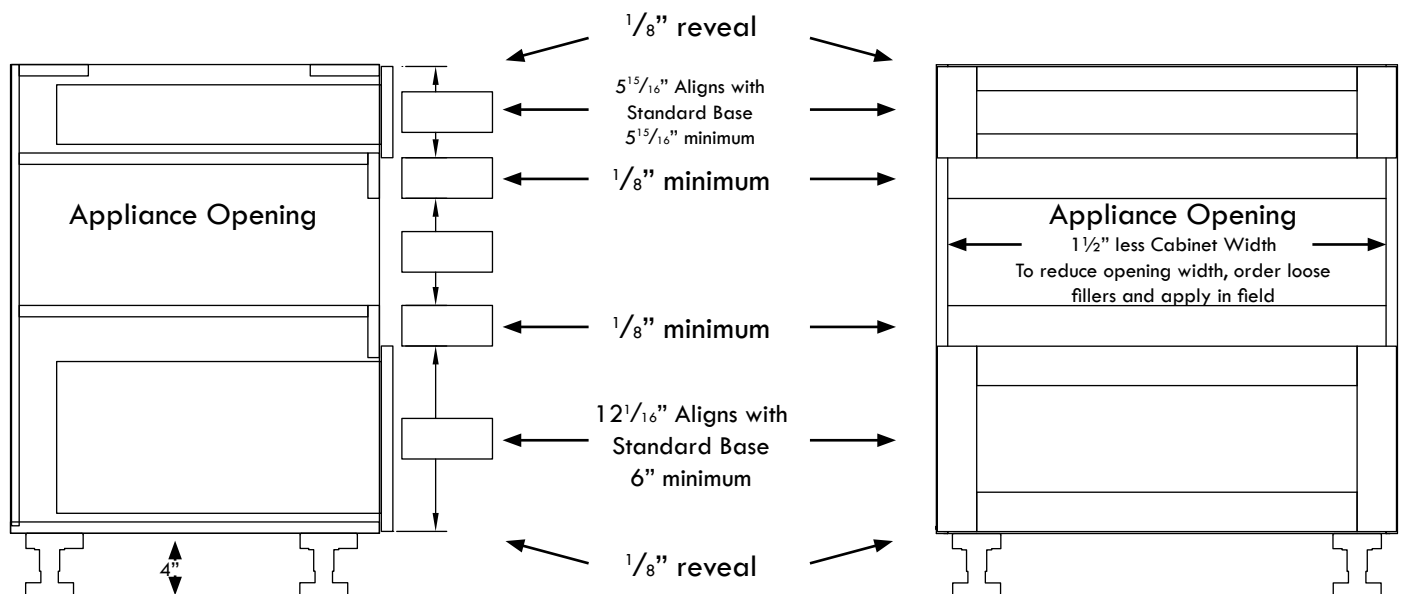 1/8” reveal
5 15/16” Aligns with
Standard Base
5 15/16” minimum
1/8” minimum
Appliance Opening
Appliance Opening
1½” less Cabinet Width
To reduce opening width, order loose
fillers and apply in field
1/8” minimum
12 1/16” Aligns with
Standard Base
6” minimum
4”
1/8” reveal